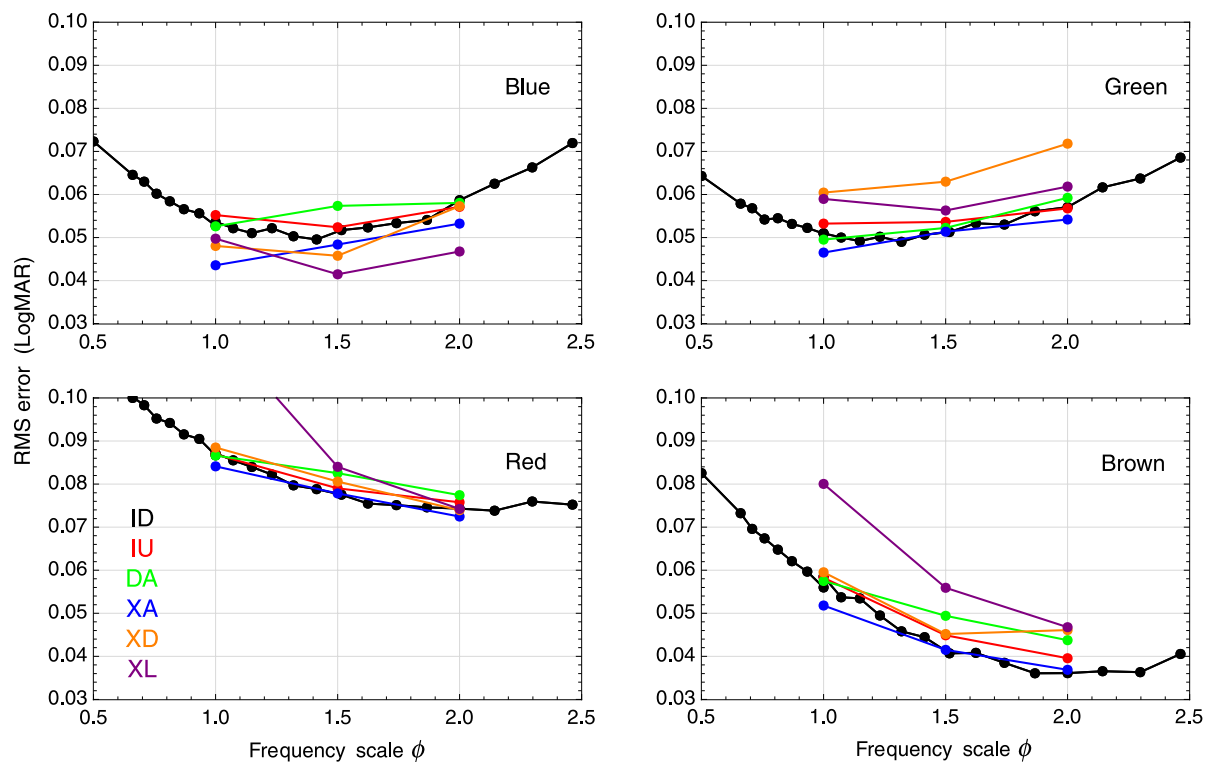 0.10 0.10
0.09 0.09
Blue Green
0.08 0.08
0.07 0.07
0.06 0.06
0.05 0.05
0.04 0.04
0.03 0.03
0.5 1.0 1.5 2.0 2.5 0.5 1.0 1.5 2.0 2.5
RMS error (LogMAR)
0.10 0.10
0.09 0.09
Red Brown
0.08 0.08
0.07 0.07
ID
IU
0.06 0.06
DA
0.05 0.05
XA
XD
0.04 0.04
XL
0.03 0.03
0.5 1.0 1.5 2.0 2.5 0.5 1.0 1.5 2.0 2.5
Frequency scale ϕ Frequency scale ϕ